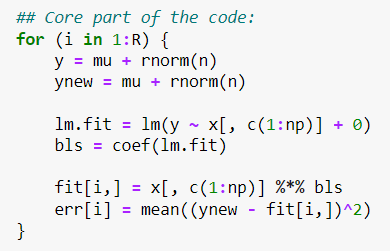 ## Core part of the code:
for (i in 1:R) {
    y = mu + rnorm(n)
    ynew = mu + rnorm(n)

    lm.fit = lm(y ~ x[, c(1:np)] + 0)
    bls = coef(lm.fit)

    fit[i,] = x[, c(1:np)] %*% bls
    err[i] = mean((ynew - fit[i,])^2)
}